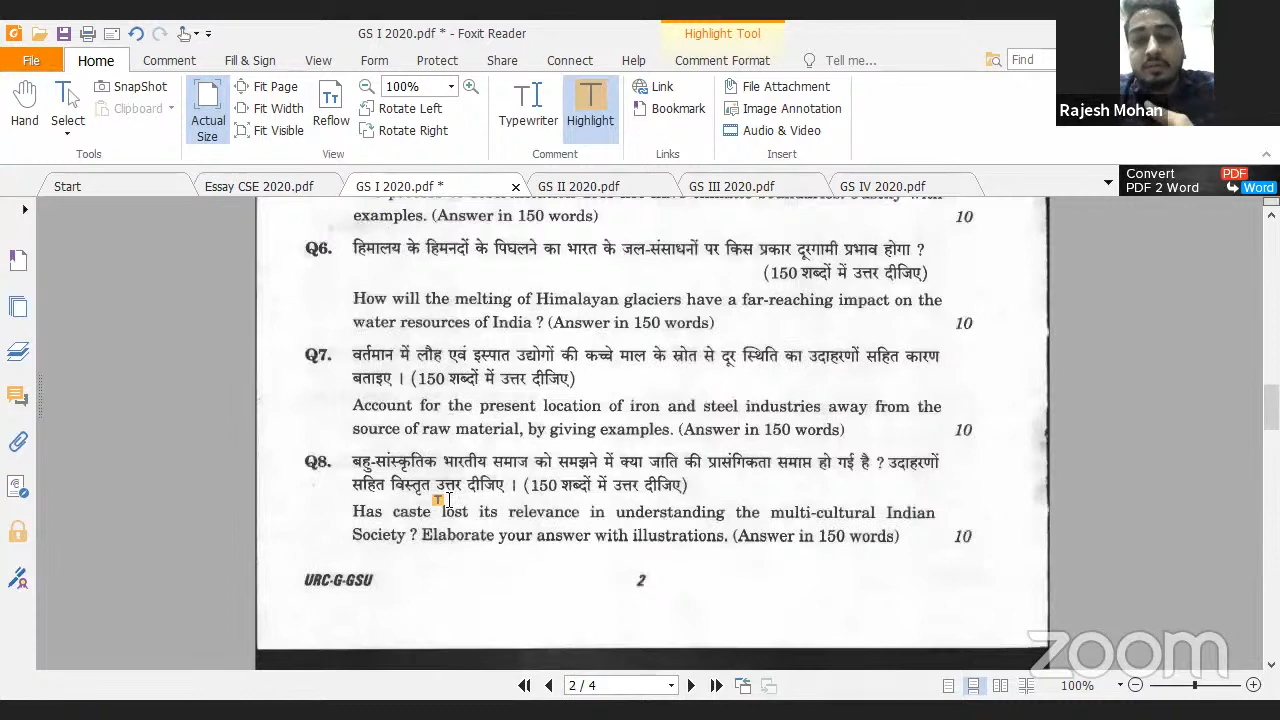 GS I 2020.pdf * - Foxit Reader
Highlight Tool
File
Home
Comment
Fill & Sign
View
Form
Protect
Share
Connect
Help
Comment Format
Tell me...
Find
Hand
Select
SnapShot
Clipboard
Tools
Actual
Size
Fit Page
Fit Width
Fit Visible
Reflow
100%
Rotate Left
Rotate Right
View
Typewriter
Highlight
Comment
Link
Bookmark
Links
File Attachment
Image Annotation
Audio & Video
Insert
Rajesh Mohan
Start
Essay CSE 2020.pdf
GS I 2020.pdf *
GS II 2020.pdf
GS III 2020.pdf
GS IV 2020.pdf
Convert
PDF 2 Word
PDF
Word
examples. (Answer in 150 words) 10
Q6. हिमालय के हिमनदों के पिघलने का भारत के जल-संसाधनों पर किस प्रकार दूरगामी प्रभाव होगा ?
(150 शब्दों में उत्तर दीजिए)
How will the melting of Himalayan glaciers have a far-reaching impact on the
water resources of India ? (Answer in 150 words) 10
Q7. वर्तमान में लौह एवं इस्पात उद्योगों की कच्चे माल के स्रोत से दूर स्थिति का उदाहरणों सहित कारण
बताइए । (150 शब्दों में उत्तर दीजिए)
Account for the present location of iron and steel industries away from the
source of raw material, by giving examples. (Answer in 150 words) 10
Q8. बहु-सांस्कृतिक भारतीय समाज को समझने में क्या जाति की प्रासंगिकता समाप्त हो गई है ? उदाहरणों
सहित विस्तृत उत्तर दीजिए । (150 शब्दों में उत्तर दीजिए)
Has caste lost its relevance in understanding the multi-cultural Indian
Society ? Elaborate your answer with illustrations. (Answer in 150 words) 10
URC-G-GSU
2
zoom
2 / 4
100%